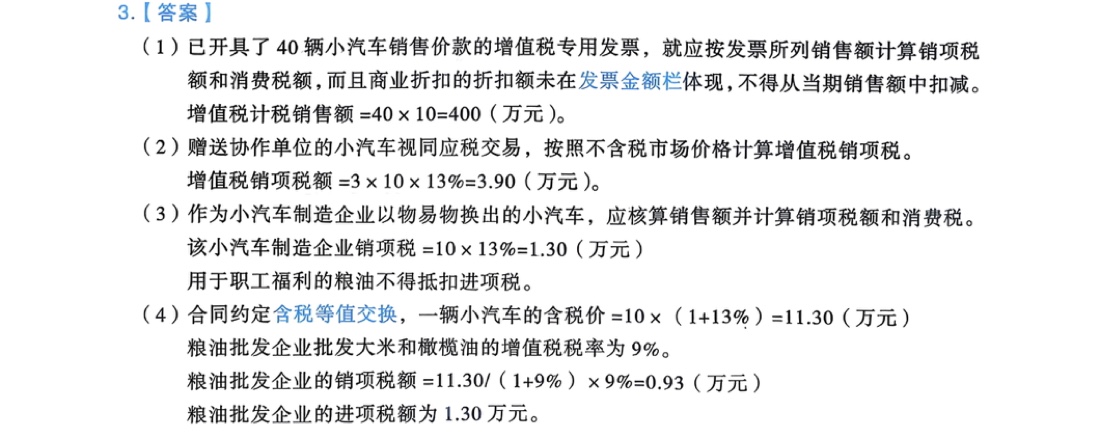 3.【答案】
（1）已开具了 40 辆小汽车销售价款的增值税专用发票，就应按发票所列销售额计算销项税
额和消费税额，而且商业折扣的折扣额未在发票金额栏体现，不得从当期销售额中扣减。
增值税计税销售额 =40 × 10=400（万元）。
（2）赠送协作单位的小汽车视同应税交易，按照不含税市场价格计算增值税销项税。
增值税销项税额 =3 × 10 × 13%=3.90（万元）。
（3）作为小汽车制造企业以物易物换出的小汽车，应核算销售额并计算销项税额和消费税。
该小汽车制造企业销项税 =10 × 13%=1.30（万元）
用于职工福利的粮油不得抵扣进项税。
（4）合同约定含税等值交换，一辆小汽车的含税价 =10 ×（1+13%）=11.30（万元）
粮油批发企业批发大米和橄榄油的增值税税率为 9%。
粮油批发企业的销项税额 =11.30/（1+9%）× 9%=0.93（万元）
粮油批发企业的进项税额为 1.30 万元。